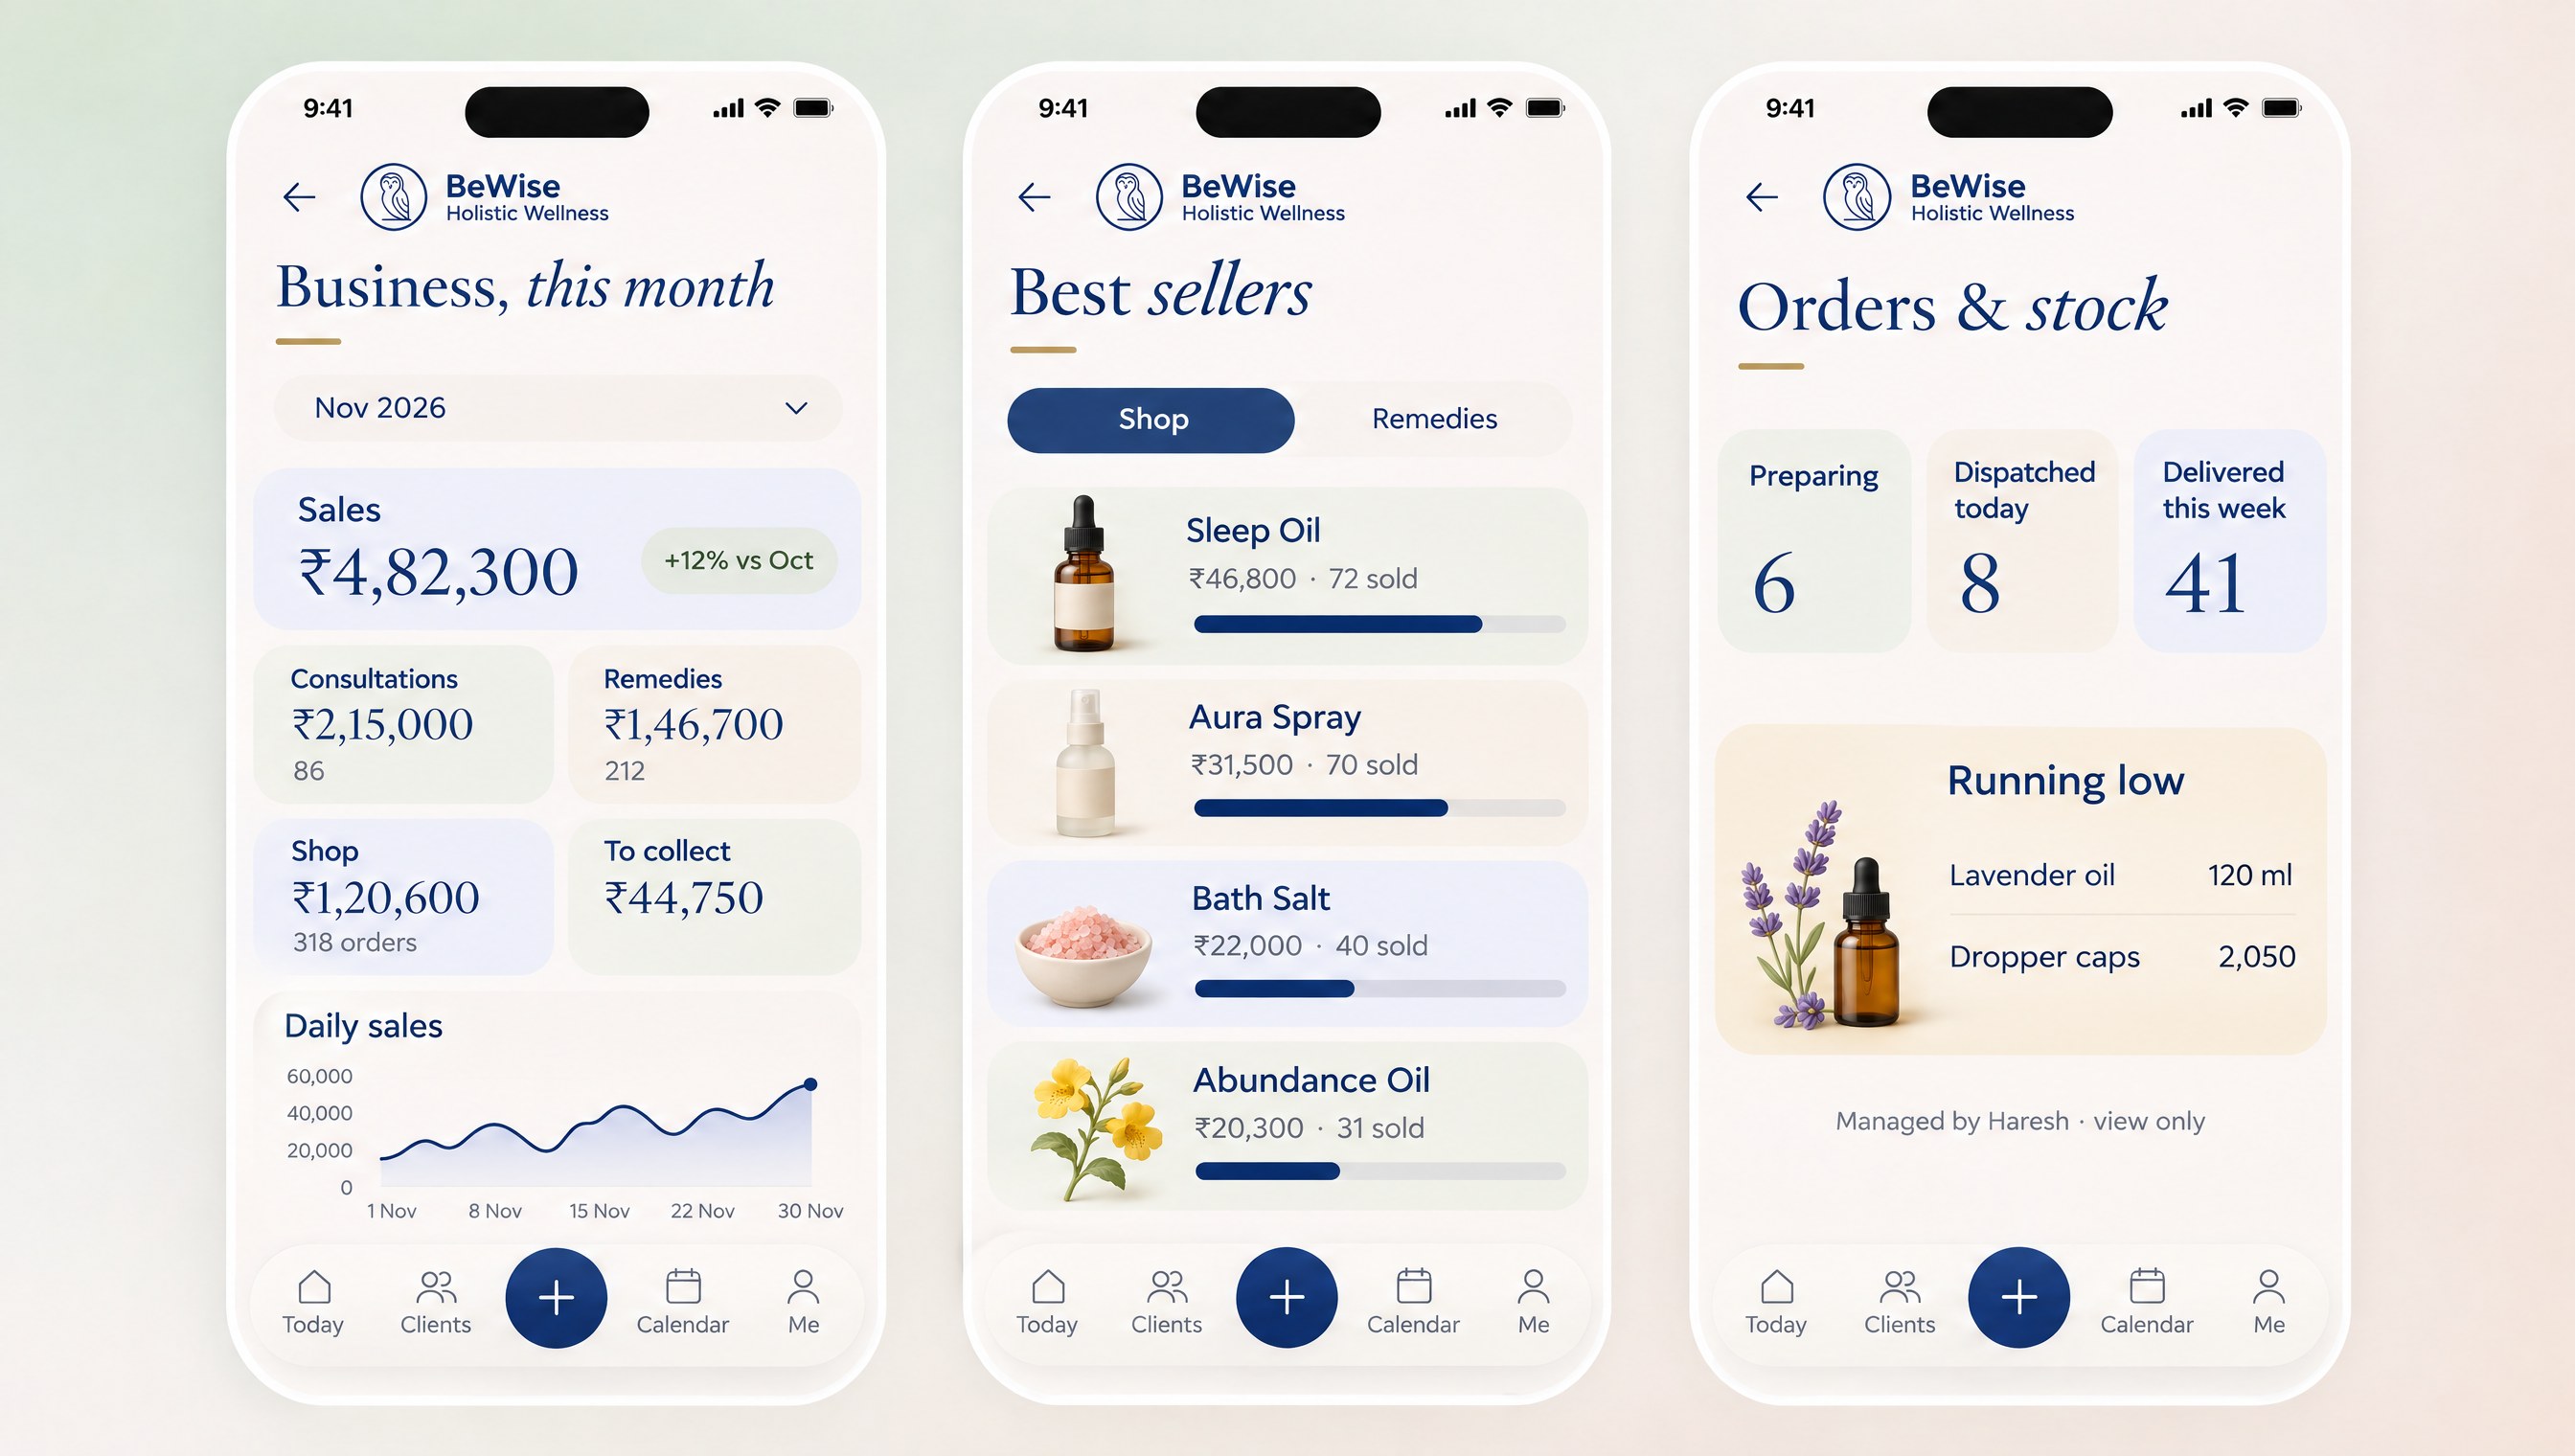 9:41
BeWise
Holistic Wellness
Business, this month
Nov 2026
Sales
₹4,82,300
+12% vs Oct
Consultations
₹2,15,000
86
Remedies
₹1,46,700
212
Shop
₹1,20,600
318 orders
To collect
₹44,750
Daily sales
60,000
40,000
20,000
0
1 Nov 8 Nov 15 Nov 22 Nov 30 Nov
Today Clients Calendar Me
9:41
BeWise
Holistic Wellness
Best sellers
Shop Remedies
Sleep Oil
₹46,800 · 72 sold
Aura Spray
₹31,500 · 70 sold
Bath Salt
₹22,000 · 40 sold
Abundance Oil
₹20,300 · 31 sold
Today Clients Calendar Me
9:41
BeWise
Holistic Wellness
Orders & stock
Preparing
6
Dispatched
today
8
Delivered
this week
41
Running low
Lavender oil 120 ml
Dropper caps 2,050
Managed by Haresh · view only
Today Clients Calendar Me